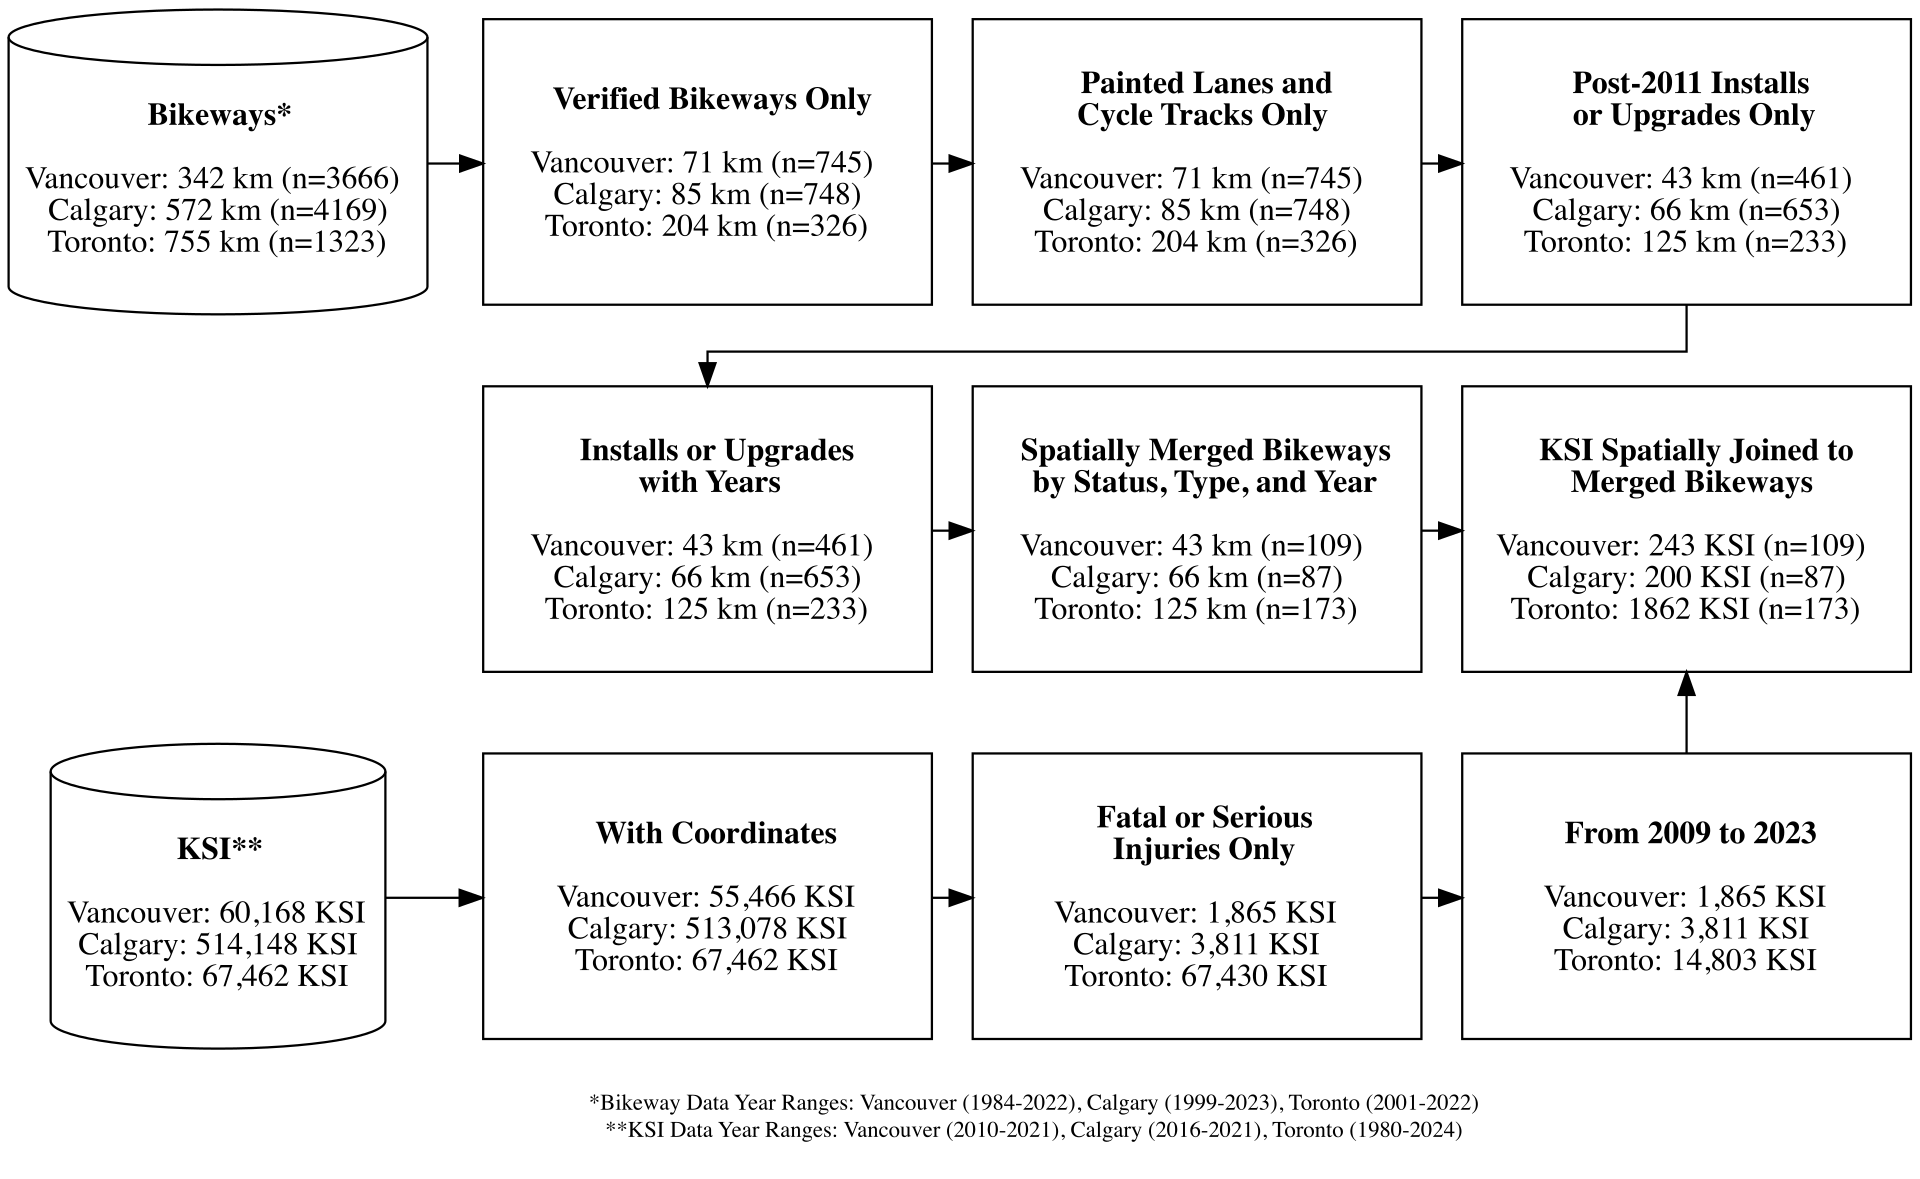 Bikeways*
Vancouver: 342 km (n=3666)
Calgary: 572 km (n=4169)
Toronto: 755 km (n=1323)
Verified Bikeways Only
Vancouver: 71 km (n=745)
Calgary: 85 km (n=748)
Toronto: 204 km (n=326)
Painted Lanes and
Cycle Tracks Only
Vancouver: 71 km (n=745)
Calgary: 85 km (n=748)
Toronto: 204 km (n=326)
Post-2011 Installs
or Upgrades Only
Vancouver: 43 km (n=461)
Calgary: 66 km (n=653)
Toronto: 125 km (n=233)
Installs or Upgrades
with Years
Vancouver: 43 km (n=461)
Calgary: 66 km (n=653)
Toronto: 125 km (n=233)
Spatially Merged Bikeways
by Status, Type, and Year
Vancouver: 43 km (n=109)
Calgary: 66 km (n=87)
Toronto: 125 km (n=173)
KSI Spatially Joined to
Merged Bikeways
Vancouver: 243 KSI (n=109)
Calgary: 200 KSI (n=87)
Toronto: 1862 KSI (n=173)
KSI**
Vancouver: 60,168 KSI
Calgary: 514,148 KSI
Toronto: 67,462 KSI
With Coordinates
Vancouver: 55,466 KSI
Calgary: 513,078 KSI
Toronto: 67,462 KSI
Fatal or Serious
Injuries Only
Vancouver: 1,865 KSI
Calgary: 3,811 KSI
Toronto: 67,430 KSI
From 2009 to 2023
Vancouver: 1,865 KSI
Calgary: 3,811 KSI
Toronto: 14,803 KSI
*Bikeway Data Year Ranges: Vancouver (1984-2022), Calgary (1999-2023), Toronto (2001-2022)
**KSI Data Year Ranges: Vancouver (2010-2021), Calgary (2016-2021), Toronto (1980-2024)